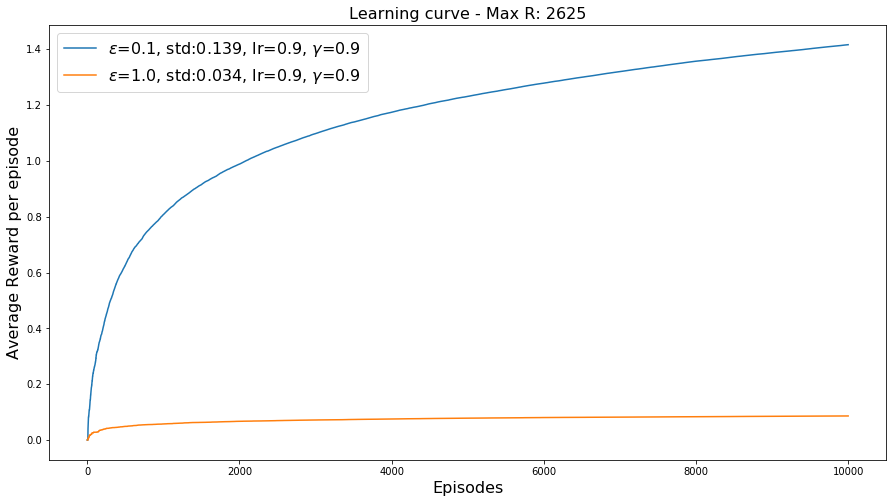 Learning curve - Max R: 2625
ε=0.1, std:0.139, lr=0.9, γ=0.9
ε=1.0, std:0.034, lr=0.9, γ=0.9
Average Reward per episode
1.4
1.2
1.0
0.8
0.6
0.4
0.2
0.0
0 2000 4000 6000 8000 10000
Episodes